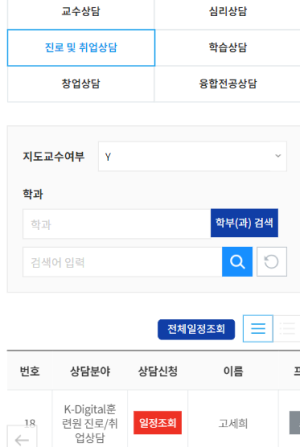 교수상담 심리상담
진로 및 취업상담 학습상담
창업상담 융합전공상담
지도교수여부 Y
학과
학과 학부(과) 검색
검색어 입력
전체일정조회
번호 상담분야 상담신청 이름
18 K-Digital훈
련원 진로/취
업상담 일정조회 고세희